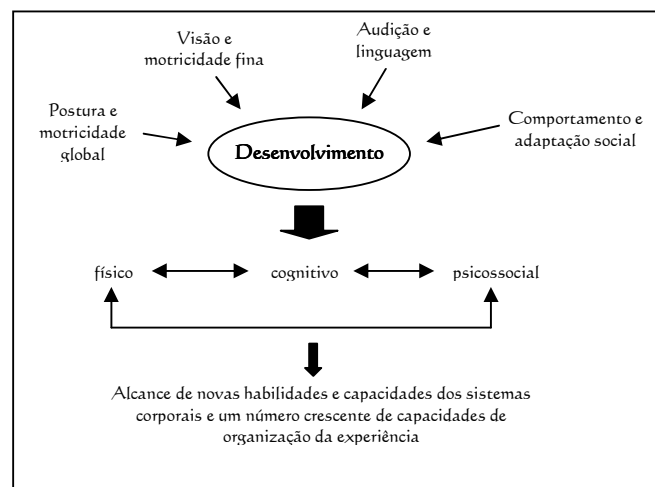 Visão e
motricidade fina
Audição e
linguagem
Postura e
motricidade
global
Comportamento e
adaptação social
Desenvolvimento
físico
cognitivo
psicossocial
Alcance de novas habilidades e capacidades dos sistemas
corporais e um número crescente de capacidades de
organização da experiência